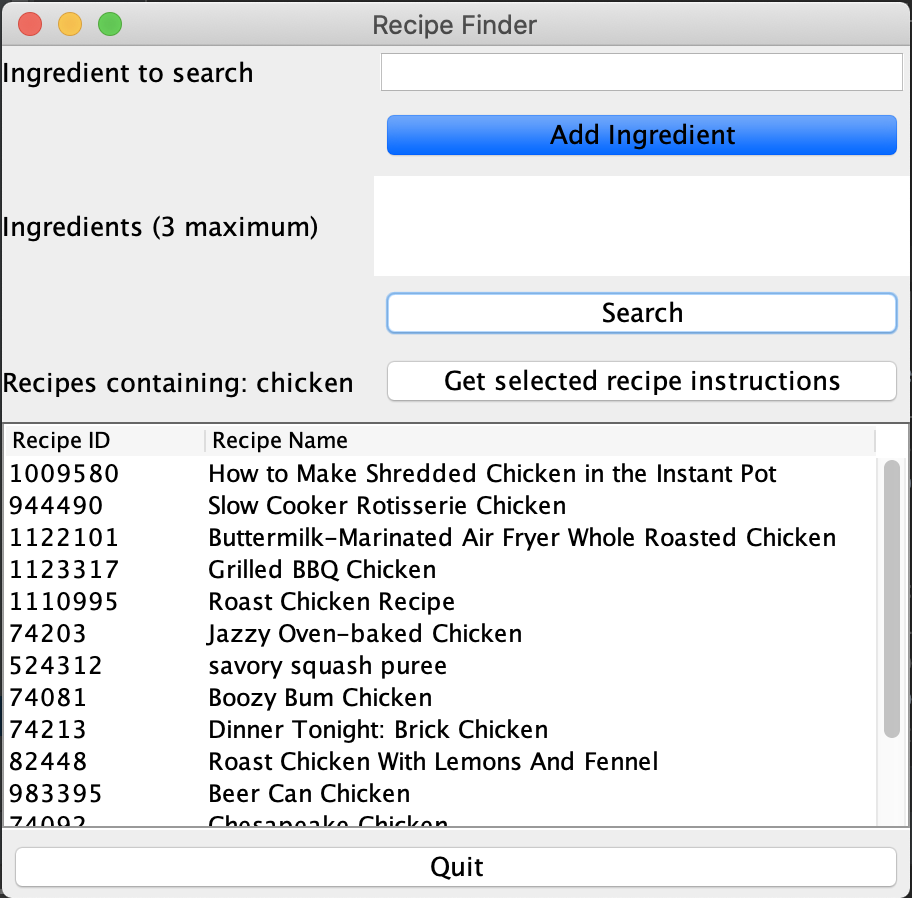 Recipe Finder
Ingredient to search
Add Ingredient
Ingredients (3 maximum)
Search
Recipes containing: chicken Get selected recipe instructions
Recipe ID Recipe Name
1009580 How to Make Shredded Chicken in the Instant Pot
944490 Slow Cooker Rotisserie Chicken
1122101 Buttermilk-Marinated Air Fryer Whole Roasted Chicken
1123317 Grilled BBQ Chicken
1110995 Roast Chicken Recipe
74203 Jazzy Oven-baked Chicken
524312 savory squash puree
74081 Boozy Bum Chicken
74213 Dinner Tonight: Brick Chicken
82448 Roast Chicken With Lemons And Fennel
983395 Beer Can Chicken
74092 Chesapeake Chicken
Quit